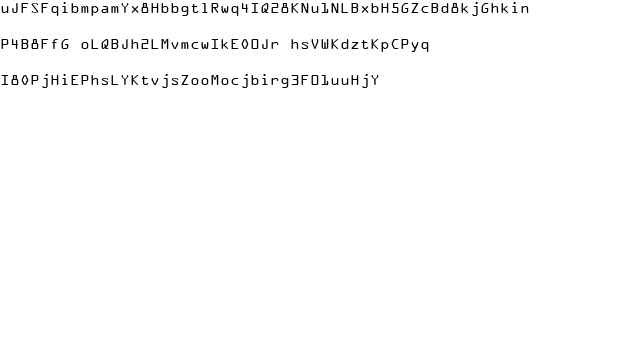 uJFSFqibmpamYx8HbbgtlRwq4IQ28KNu1NLBxbH5GZcBd8kjGhkin
P4B8FfG oLQBJh2LMvmcwIkE0OJr hsVWKdztKpCPyq
I80PjHiEPhsLYKtvjsZooMocjbirg3FO1uuHjY